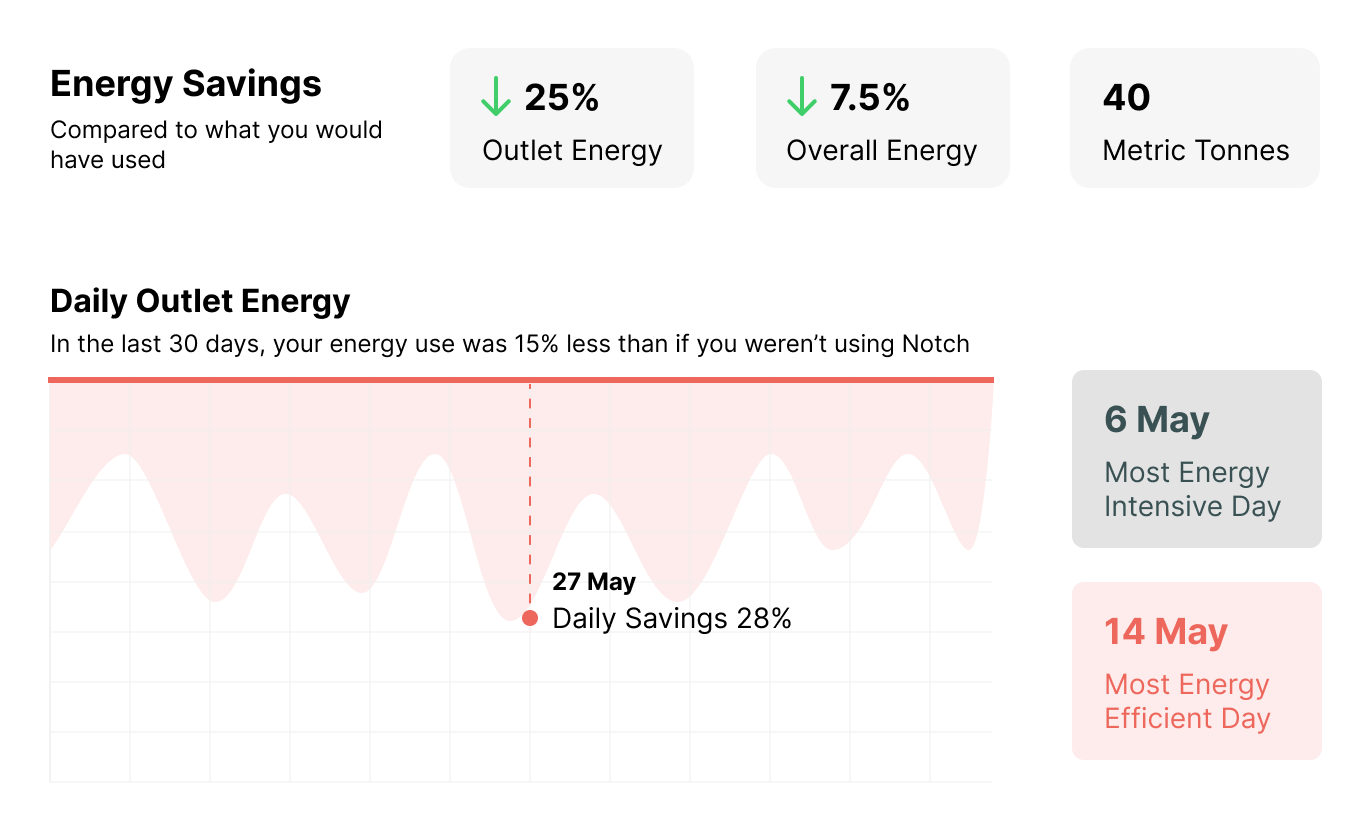 Energy Savings
Compared to what you would
have used
25%
Outlet Energy
7.5%
Overall Energy
40
Metric Tonnes
Daily Outlet Energy
In the last 30 days, your energy use was 15% less than if you weren’t using Notch
27 May
Daily Savings 28%
6 May
Most Energy
Intensive Day
14 May
Most Energy
Efficient Day